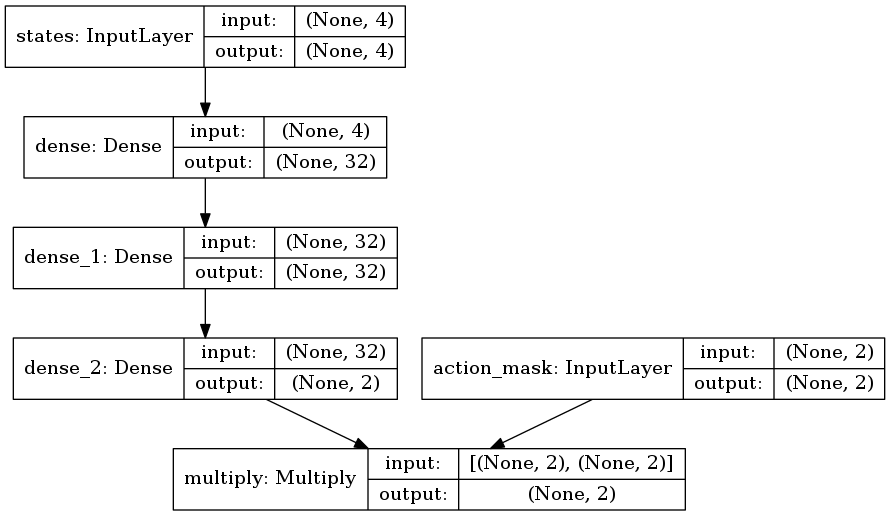 states: InputLayer
input: (None, 4)
output: (None, 4)
dense: Dense
input: (None, 4)
output: (None, 32)
dense_1: Dense
input: (None, 32)
output: (None, 32)
dense_2: Dense
input: (None, 32)
output: (None, 2)
action_mask: InputLayer
input: (None, 2)
output: (None, 2)
multiply: Multiply
input: [(None, 2), (None, 2)]
output: (None, 2)